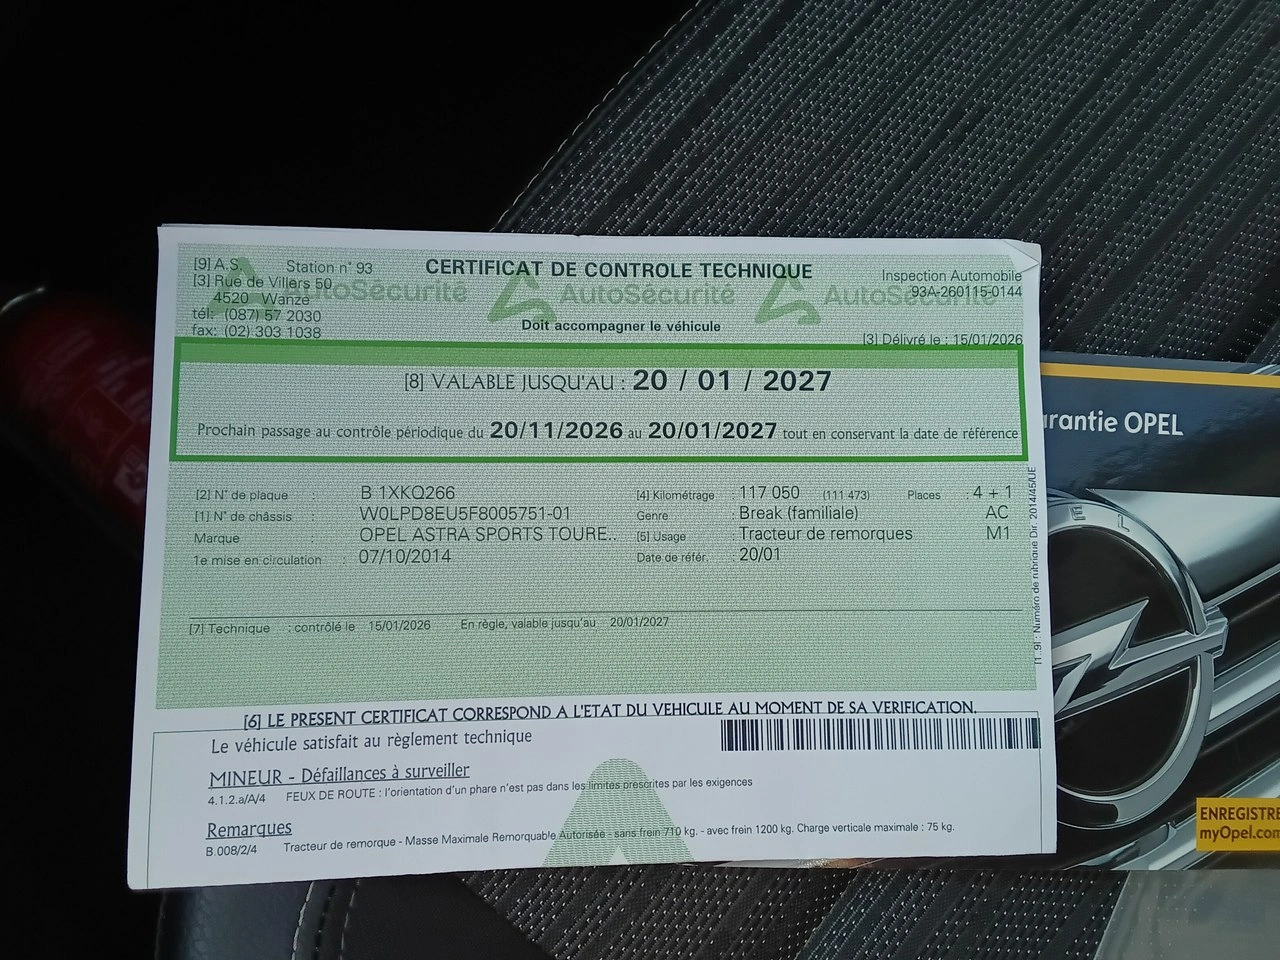 [9] A.S. Station n° 93
[3] Rue de Villers 50
4520 Wanze
tél: (087) 57 2030
fax: (02) 303 1038
CERTIFICAT DE CONTROLE TECHNIQUE
AutoSécurité AutoSécurité AutoSécurité
Doit accompagner le véhicule
Inspection Automobile
93A-260115-0144
[3] Délivré le : 15/01/2026
[8] VALABLE JUSQU'AU : 20 / 01 / 2027
Prochain passage au contrôle périodique du 20/11/2026 au 20/01/2027 tout en conservant la date de référence
[2] N° de plaque : B 1XKQ266 [4] Kilométrage : 117 050 (111 473) Places : 4 + 1
[1] N° de châssis : W0LPD8EU5F8005751-01 Genre : Break (familiale) AC
Marque : OPEL ASTRA SPORTS TOURE.. [5] Usage : Tracteur de remorques M1
1e mise en circulation 07/10/2014 Date de référ. : 20/01
[7] Technique : contrôlé le 15/01/2026 En règle, valable jusqu'au 20/01/2027
[1..9] : Numéro de rubrique Dir. 2014/45/UE
[6] LE PRESENT CERTIFICAT CORRESPOND A L'ETAT DU VEHICULE AU MOMENT DE SA VERIFICATION.
Le véhicule satisfait au règlement technique
MINEUR - Défaillances à surveiller
4.1.2.a/A/4 FEUX DE ROUTE : l'orientation d'un phare n'est pas dans les limites prescrites par les exigences
Remarques
B.008/2/4 Tracteur de remorque - Masse Maximale Remorquable Autorisée - sans frein 710 kg. - avec frein 1200 kg. Charge verticale maximale : 75 kg.
arantie OPEL
OPEL
ENREGISTRE
myOpel.com